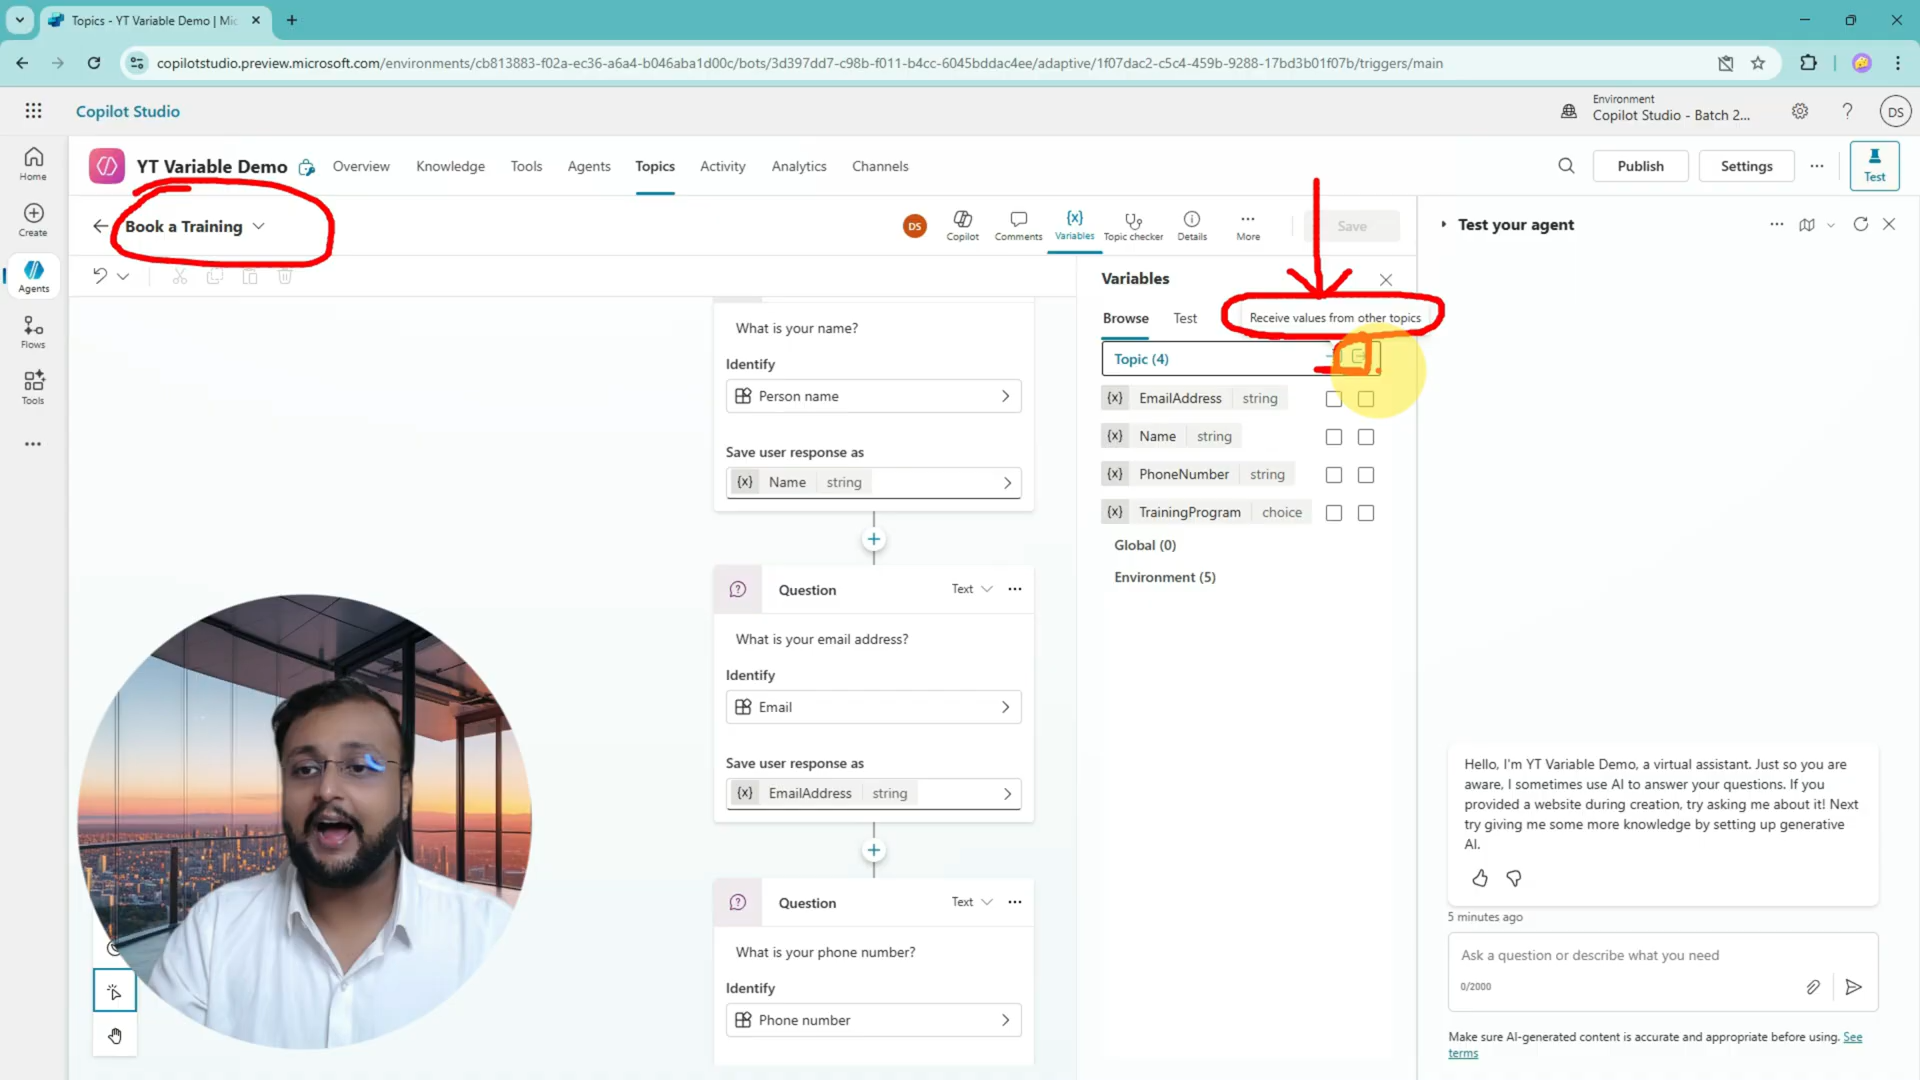 Topics - YT Variable Demo | Mic
copilotstudio.preview.microsoft.com/environments/cb813883-f02a-ec36-a6a4-b046aba1d00c/bots/3d397dd7-c98b-f011-b4cc-6045bddac4ee/adaptive/1f07dac2-c5c4-459b-9288-17bd3b01f07b/triggers/main
Copilot Studio
Environment
Copilot Studio - Batch 2...
DS
YT Variable Demo
Overview
Knowledge
Tools
Agents
Topics
Activity
Analytics
Channels
Publish
Settings
Test
Home
Create
Agents
Flows
Tools
Book a Training
DS
Copilot
Comments
Variables
Topic checker
Details
More
Save
What is your name?
Identify
Person name
Save user response as
{x} Name string
Question
Text
What is your email address?
Identify
Email
Save user response as
{x} EmailAddress string
Question
Text
What is your phone number?
Identify
Phone number
Variables
Browse
Test
Receive values from other topics
Topic (4)
{x} EmailAddress string
{x} Name string
{x} PhoneNumber string
{x} TrainingProgram choice
Global (0)
Environment (5)
Test your agent
Hello, I'm YT Variable Demo, a virtual assistant. Just so you are
aware, I sometimes use AI to answer your questions. If you
provided a website during creation, try asking me about it! Next
try giving me some more knowledge by setting up generative
AI.
5 minutes ago
Ask a question or describe what you need
0/2000
Make sure AI-generated content is accurate and appropriate before using. See
terms